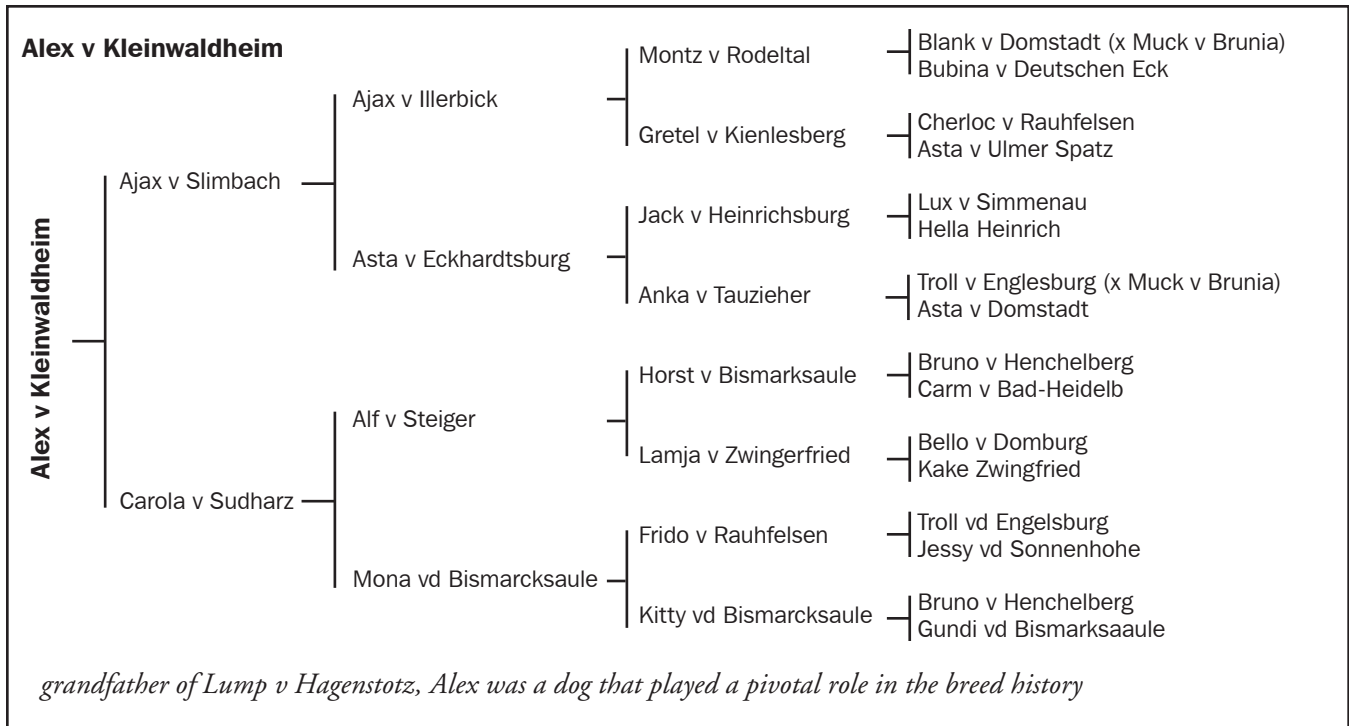 Alex v Kleinwaldheim
Alex v Kleinwaldheim
Ajax v Slimbach
Carola v Sudharz
Ajax v Illerbick
Asta v Eckhardtsburg
Alf v Steiger
Mona vd Bismarcksaule
Montz v Rodeltal
Gretel v Kienlesberg
Jack v Heinrichsburg
Anka v Tauzieher
Horst v Bismarksaule
Lamja v Zwingerfried
Frido v Rauhfelsen
Kitty vd Bismarcksaule
Blank v Domstadt (x Muck v Brunia)
Bubina v Deutschen Eck
Cherloc v Rauhfelsen
Asta v Ulmer Spatz
Lux v Simmenau
Hella Heinrich
Troll v Englesburg (x Muck v Brunia)
Asta v Domstadt
Bruno v Henchelberg
Carm v Bad-Heidelb
Bello v Domburg
Kake Zwingfried
Troll vd Engelsburg
Jessy vd Sonnenhohe
Bruno v Henchelberg
Gundi vd Bismarksaaule
grandfather of Lump v Hagenstotz, Alex was a dog that played a pivotal role in the breed history